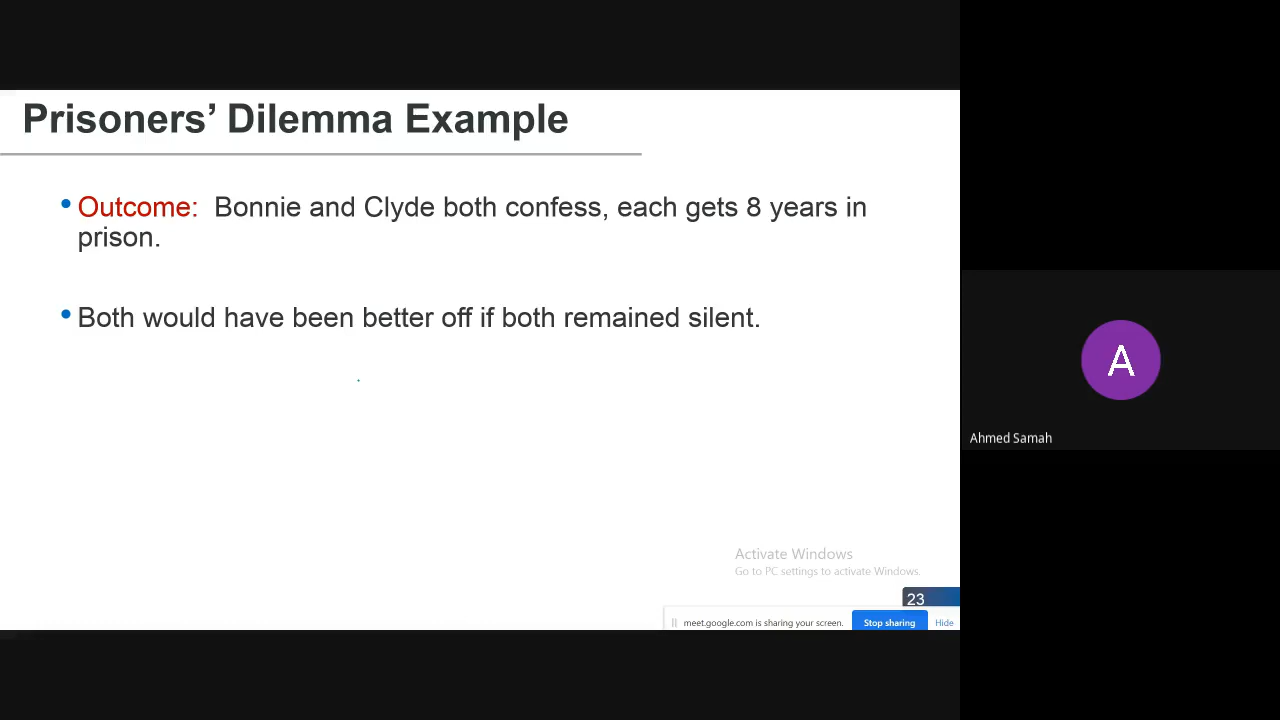 Prisoners’ Dilemma Example
• Outcome: Bonnie and Clyde both confess, each gets 8 years in
prison.
• Both would have been better off if both remained silent.
A
Ahmed Samah
Activate Windows
Go to PC settings to activate Windows.
23
meet.google.com is sharing your screen. Stop sharing Hide